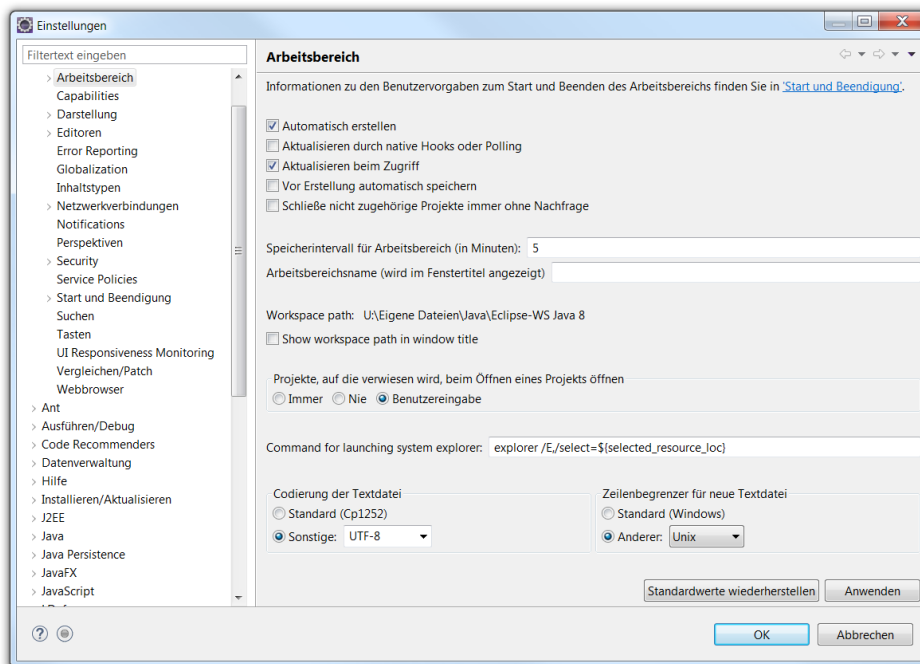 Einstellungen
Filtertext eingeben
Arbeitsbereich
Capabilities
Darstellung
Editoren
Error Reporting
Globalization
Inhaltstypen
Netzwerkverbindungen
Notifications
Perspektiven
Security
Service Policies
Start und Beendigung
Suchen
Tasten
UI Responsiveness Monitoring
Vergleichen/Patch
Webbrowser
Ant
Ausführen/Debug
Code Recommenders
Datenverwaltung
Hilfe
Installieren/Aktualisieren
J2EE
Java
Java Persistence
JavaFX
JavaScript
Arbeitsbereich
Informationen zu den Benutzervorgaben zum Start und Beenden des Arbeitsbereichs finden Sie in 'Start und Beendigung'.
Automatisch erstellen
Aktualisieren durch native Hooks oder Polling
Aktualisieren beim Zugriff
Vor Erstellung automatisch speichern
Schließe nicht zugehörige Projekte immer ohne Nachfrage
Speicherintervall für Arbeitsbereich (in Minuten): 5
Arbeitsbereichsname (wird im Fenstertitel angezeigt)
Workspace path: U:\Eigene Dateien\Java\Eclipse-WS Java 8
Show workspace path in window title
Projekte, auf die verwiesen wird, beim Öffnen eines Projekts öffnen
Immer Nie Benutzereingabe
Command for launching system explorer: explorer /E,/select=${selected_resource_loc}
Codierung der Textdatei
Standard (Cp1252)
Sonstige: UTF-8
Zeilenbegrenzer für neue Textdatei
Standard (Windows)
Anderer: Unix
Standardwerte wiederherstellen Anwenden
OK Abbrechen